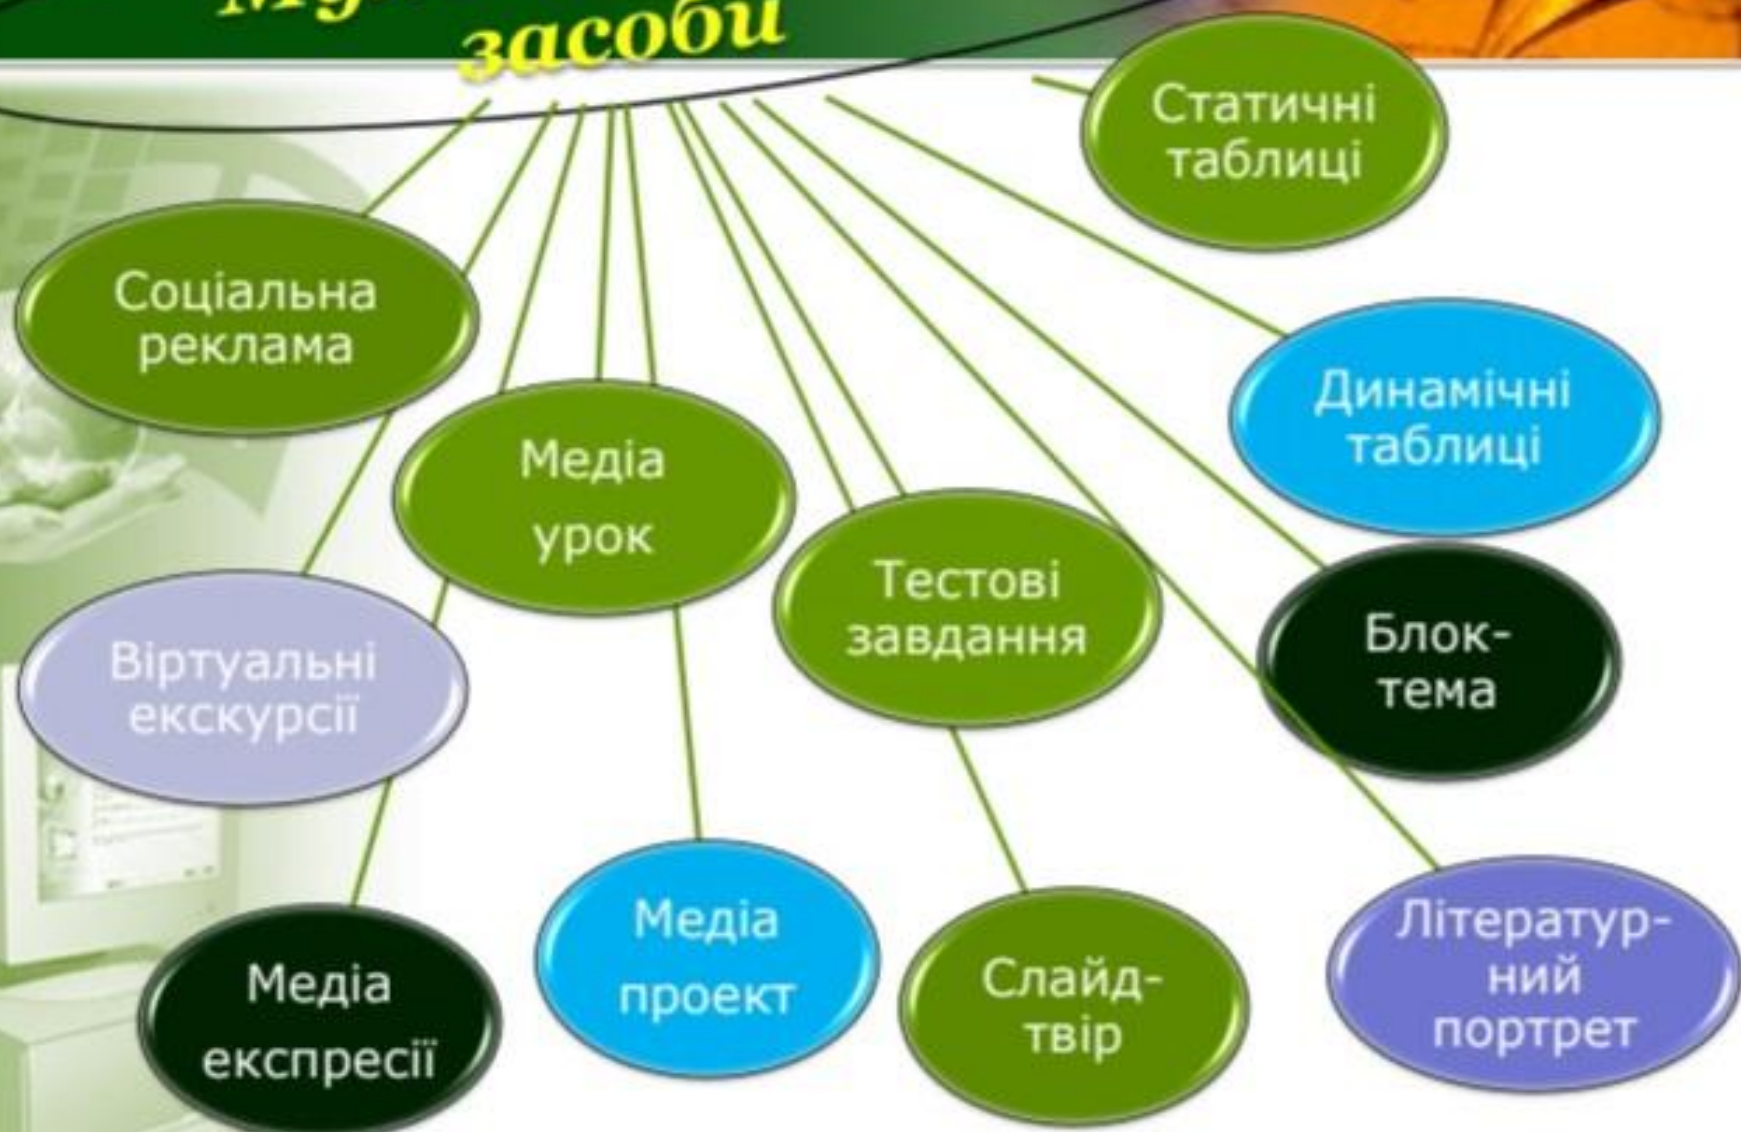 засоби
Статичні
таблиці
Соціальна
реклама
Динамічні
таблиці
Медіа
урок
Тестові
завдання
Блок-
тема
Віртуальні
екскурсії
Медіа
експресії
Медіа
проект
Слайд-
твір
Літератур-
ний
портрет